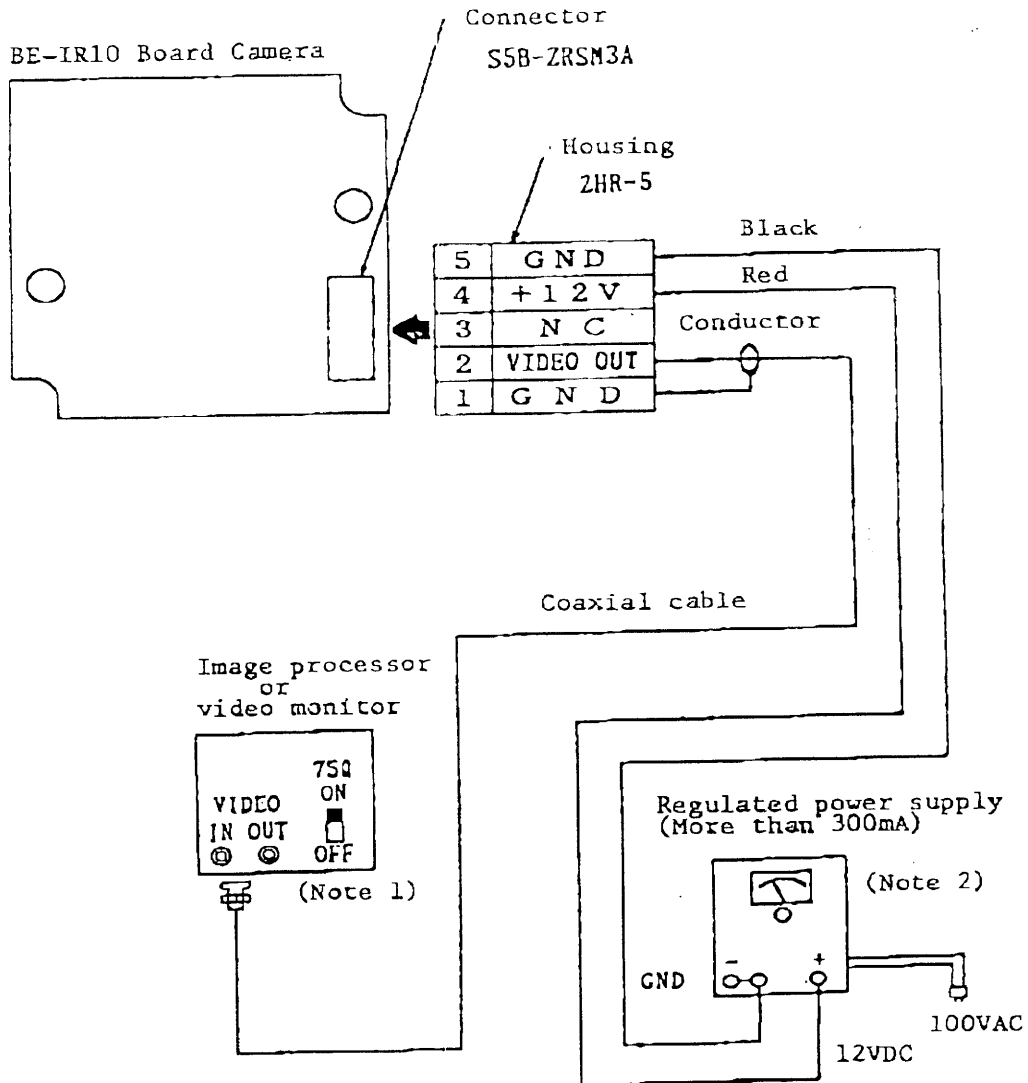 Connector
S5B-ZRSM3A
BE-IR10 Board Camera
Housing
2HR-5
Black
5 GND
Red
4 +12V
3 NC
Conductor
2 VIDEO OUT
1 GND
Coaxial cable
Image processor
or
video monitor
75Ω
ON
VIDEO
IN OUT
OFF
(Note 1)
Regulated power supply
(More than 300mA)
(Note 2)
- +
GND
100VAC
12VDC